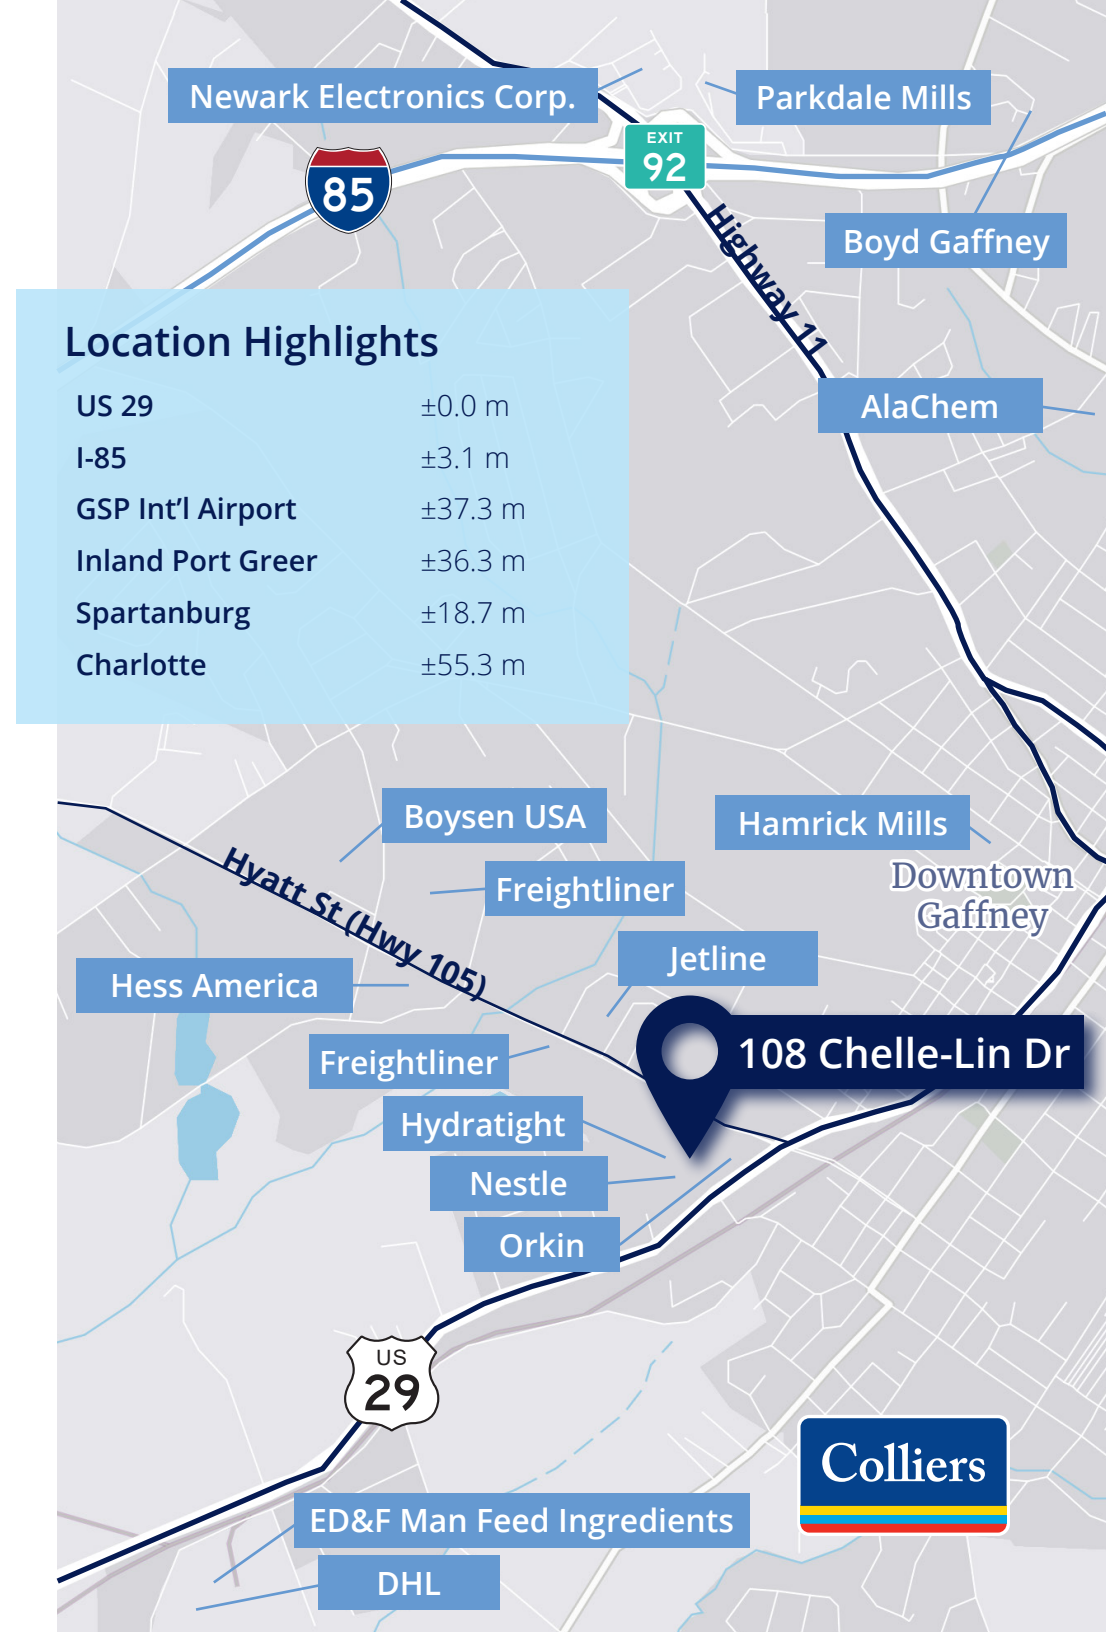 Newark Electronics Corp.
Parkdale Mills
EXIT
92
85
Highway 11
Boyd Gaffney
Location Highlights
US 29 ±0.0 m
I-85 ±3.1 m
GSP Int’l Airport ±37.3 m
Inland Port Greer ±36.3 m
Spartanburg ±18.7 m
Charlotte ±55.3 m
AlaChem
Boysen USA
Hamrick Mills
Hyatt St (Hwy 105)
Freightliner
Downtown
Gaffney
Jetline
Hess America
108 Chelle-Lin Dr
Freightliner
Hydratight
Nestle
Orkin
US
29
Colliers
ED&F Man Feed Ingredients
DHL